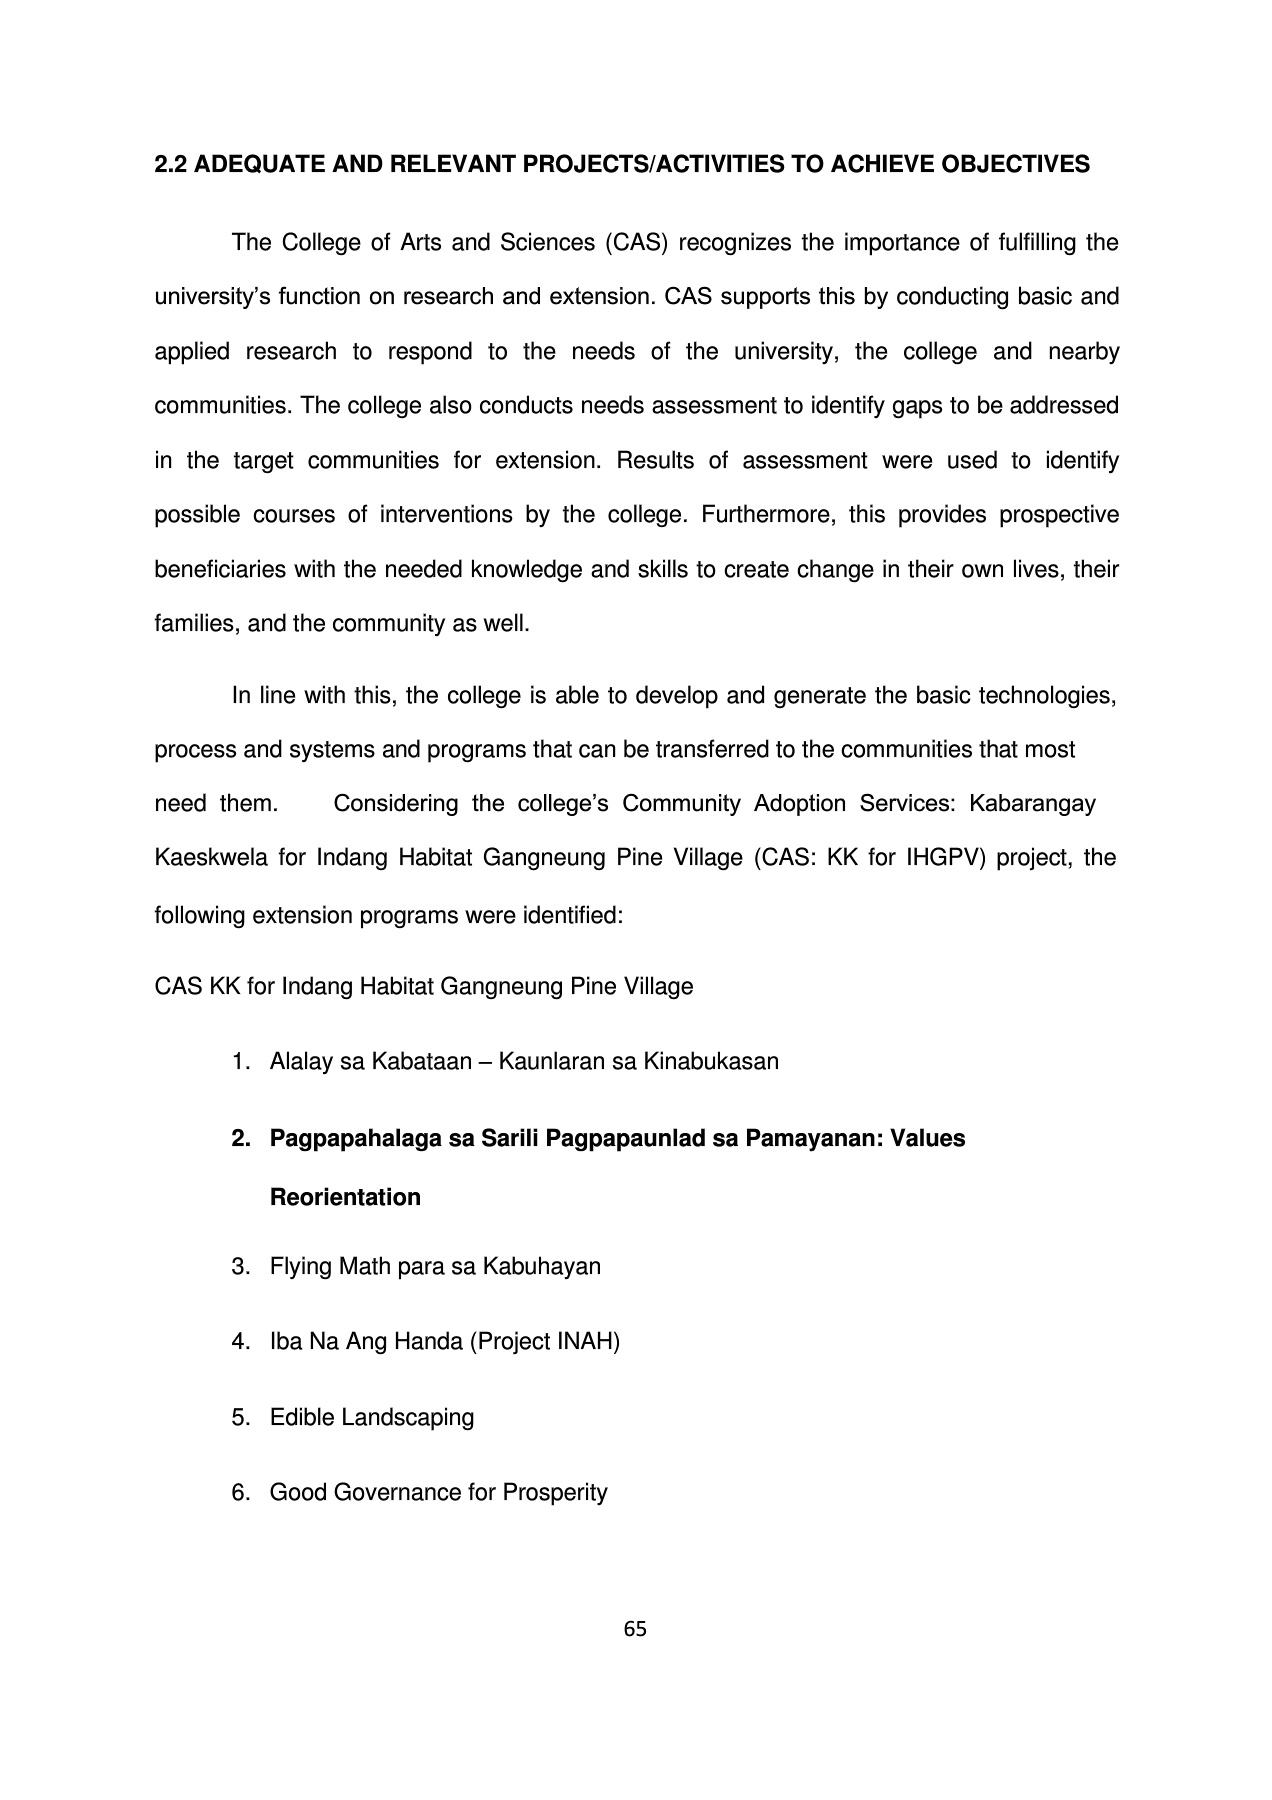 2.2 ADEQUATE AND RELEVANT PROJECTS/ACTIVITIES TO ACHIEVE OBJECTIVES
The College of Arts and Sciences (CAS) recognizes the importance of fulfilling the
university’s function on research and extension. CAS supports this by conducting basic and
applied research to respond to the needs of the university, the college and nearby
communities. The college also conducts needs assessment to identify gaps to be addressed
in the target communities for extension. Results of assessment were used to identify
possible courses of interventions by the college. Furthermore, this provides prospective
beneficiaries with the needed knowledge and skills to create change in their own lives, their
families, and the community as well.
In line with this, the college is able to develop and generate the basic technologies,
process and systems and programs that can be transferred to the communities that most
need them. Considering the college’s Community Adoption Services: Kabarangay
Kaeskwela for Indang Habitat Gangneung Pine Village (CAS: KK for IHGPV) project, the
following extension programs were identified:
CAS KK for Indang Habitat Gangneung Pine Village
1. Alalay sa Kabataan – Kaunlaran sa Kinabukasan
2. Pagpapahalaga sa Sarili Pagpapaunlad sa Pamayanan: Values
Reorientation
3. Flying Math para sa Kabuhayan
4. Iba Na Ang Handa (Project INAH)
5. Edible Landscaping
6. Good Governance for Prosperity
65